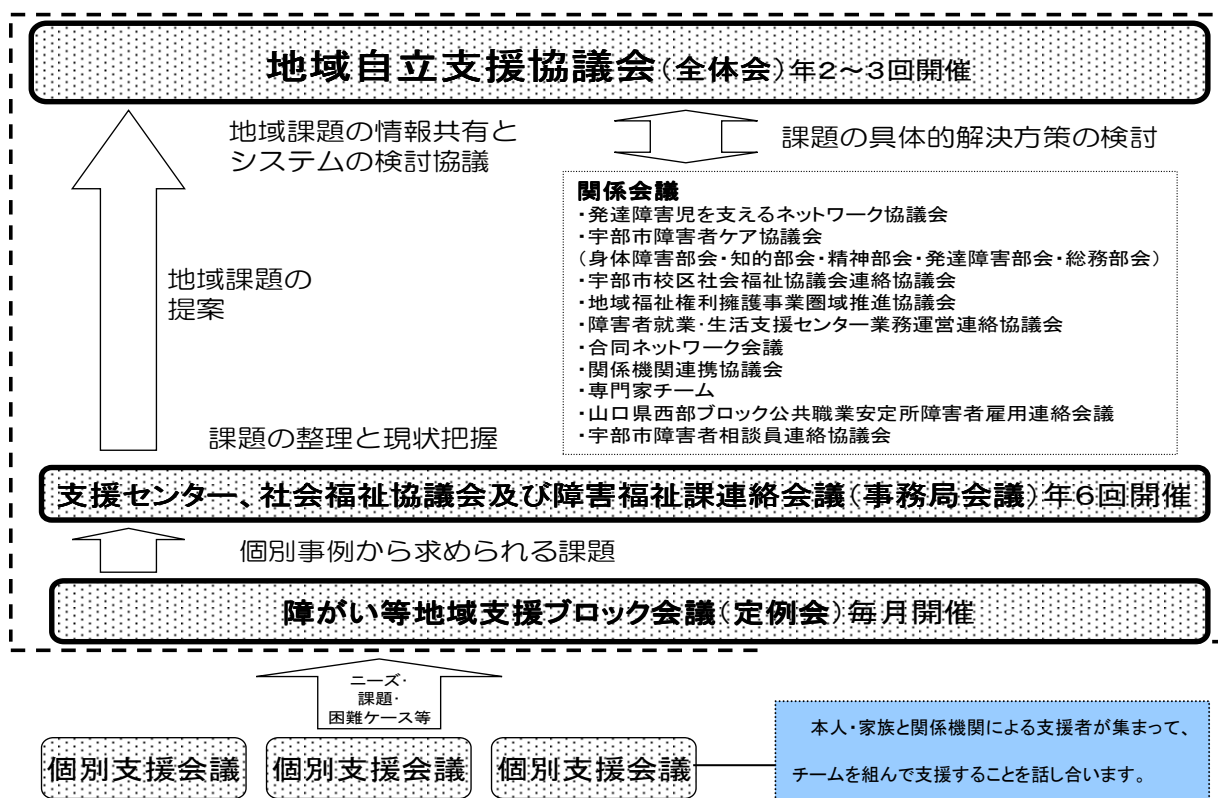 地域自立支援協議会(全体会)年2～3回開催
地域課題の情報共有と
システムの検討協議
課題の具体的解決方策の検討
関係会議
・発達障害児を支えるネットワーク協議会
・宇部市障害者ケア協議会
(身体障害部会・知的部会・精神部会・発達障害部会・総務部会)
・宇部市校区社会福祉協議会連絡協議会
・地域福祉権利擁護事業圏域推進協議会
・障害者就業・生活支援センター業務運営連絡協議会
・合同ネットワーク会議
・関係機関連携協議会
・専門家チーム
・山口県西部ブロック公共職業安定所障害者雇用連絡会議
・宇部市障害者相談員連絡協議会
地域課題の
提案
課題の整理と現状把握
支援センター、社会福祉協議会及び障害福祉課連絡会議(事務局会議)年6回開催
個別事例から求められる課題
障がい等地域支援ブロック会議(定例会)毎月開催
ニーズ・
課題・
困難ケース等
個別支援会議
個別支援会議
個別支援会議
本人・家族と関係機関による支援者が集まって、
チームを組んで支援することを話し合います。